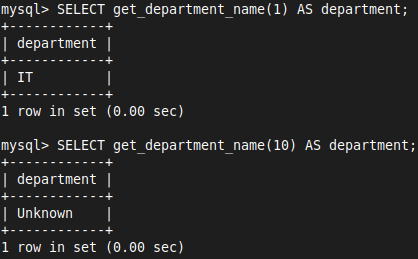 mysql> SELECT get_department_name(1) AS department;
+------------+
| department |
+------------+
| IT         |
+------------+
1 row in set (0.00 sec)

mysql> SELECT get_department_name(10) AS department;
+------------+
| department |
+------------+
| Unknown    |
+------------+
1 row in set (0.00 sec)